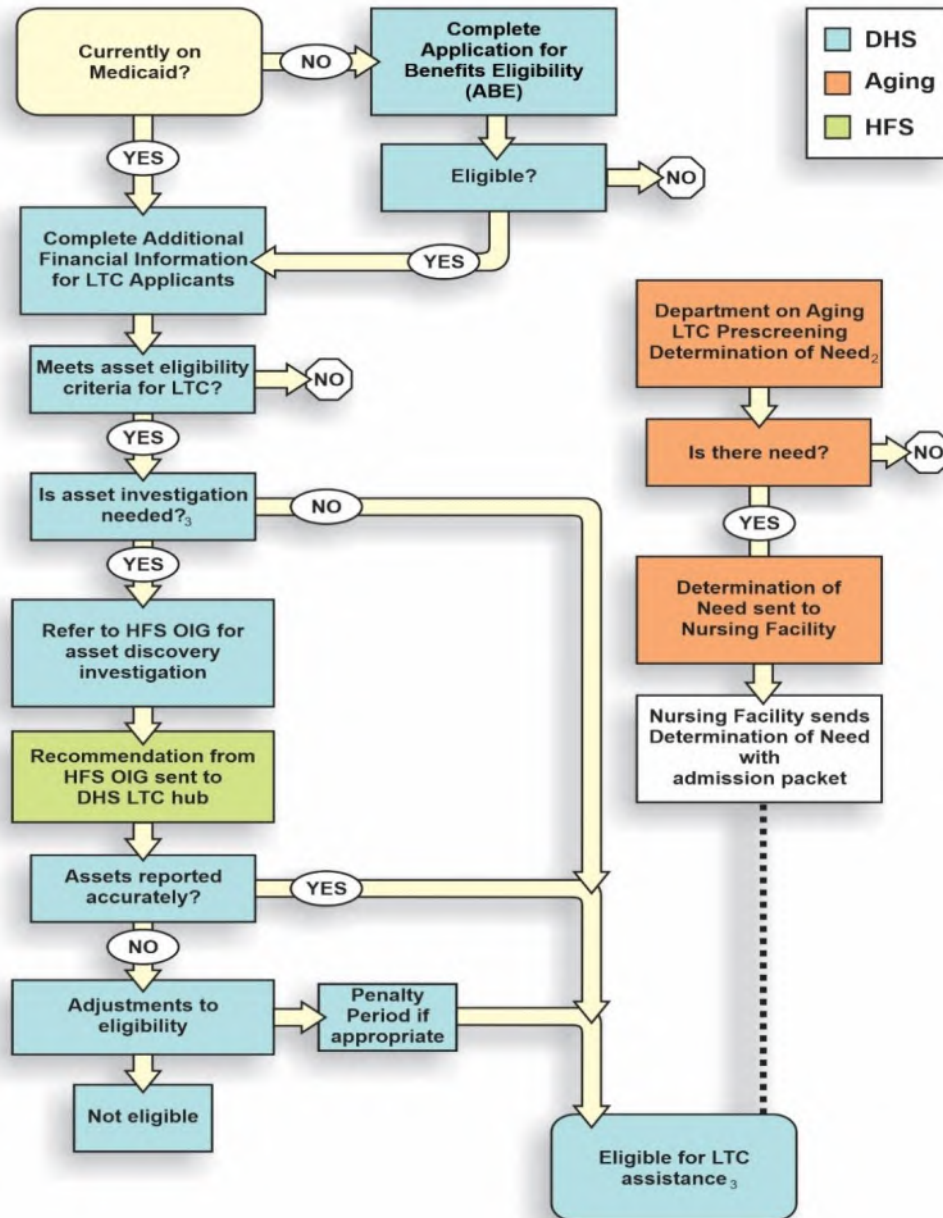 Currently on
Medicaid?
NO
Complete
Application for
Benefits Eligibility
(ABE)
DHS
Aging
HFS
YES
Eligible?
NO
Complete Additional
Financial Information
for LTC Applicants
YES
Meets asset eligibility
criteria for LTC?
NO
YES
Is asset investigation
needed?3
NO
YES
Refer to HFS OIG for
asset discovery
investigation
Recommendation from
HFS OIG sent to
DHS LTC hub
Assets reported
accurately?
YES
NO
Adjustments to
eligibility
Penalty
Period if
appropriate
Not eligible
Department on Aging
LTC Prescreening
Determination of Need2
Is there need?
NO
YES
Determination of
Need sent to
Nursing Facility
Nursing Facility sends
Determination of Need
with
admission packet
Eligible for LTC
assistance3